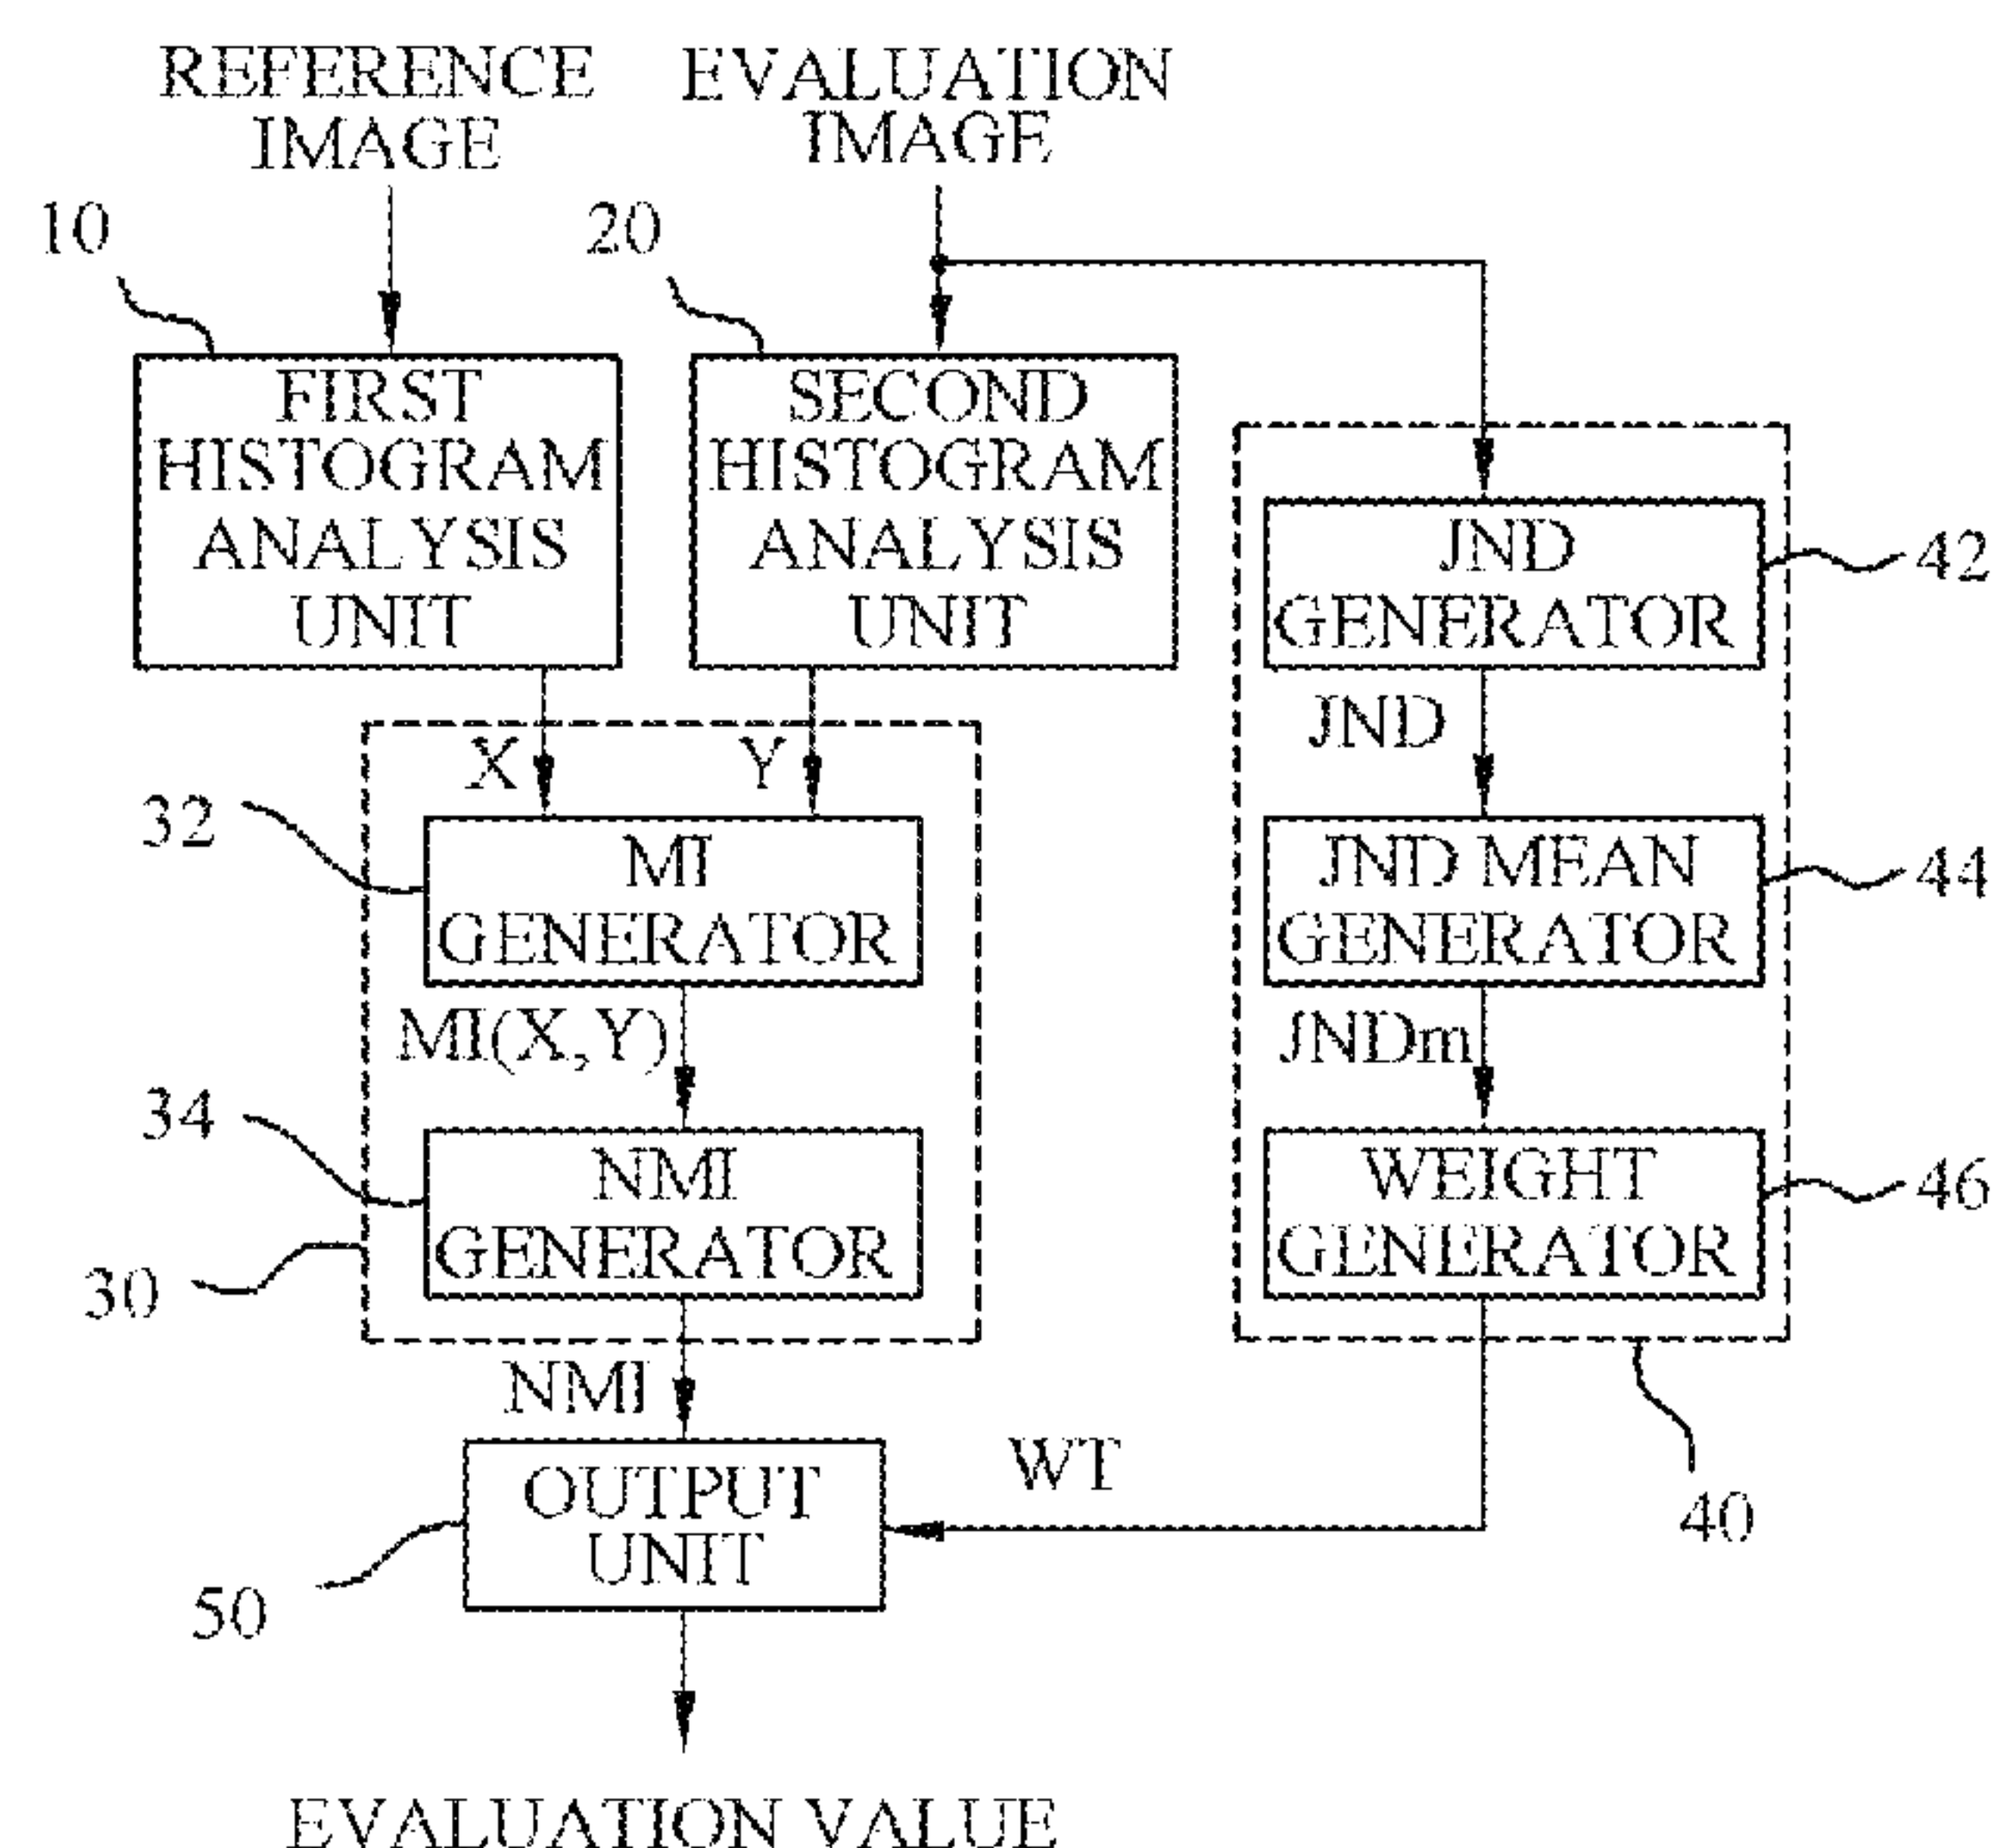 REFERENCE
IMAGE
EVALUATION
IMAGE
10
20
FIRST
HISTOGRAM
ANALYSIS
UNIT
SECOND
HISTOGRAM
ANALYSIS
UNIT
JND
GENERATOR
42
JND
X
Y
32
MI
GENERATOR
JND MEAN
GENERATOR
44
MI(X,Y)
JNDm
34
NMI
GENERATOR
WEIGHT
GENERATOR
46
30
NMI
WT
OUTPUT
UNIT
40
50
EVALUATION VALUE